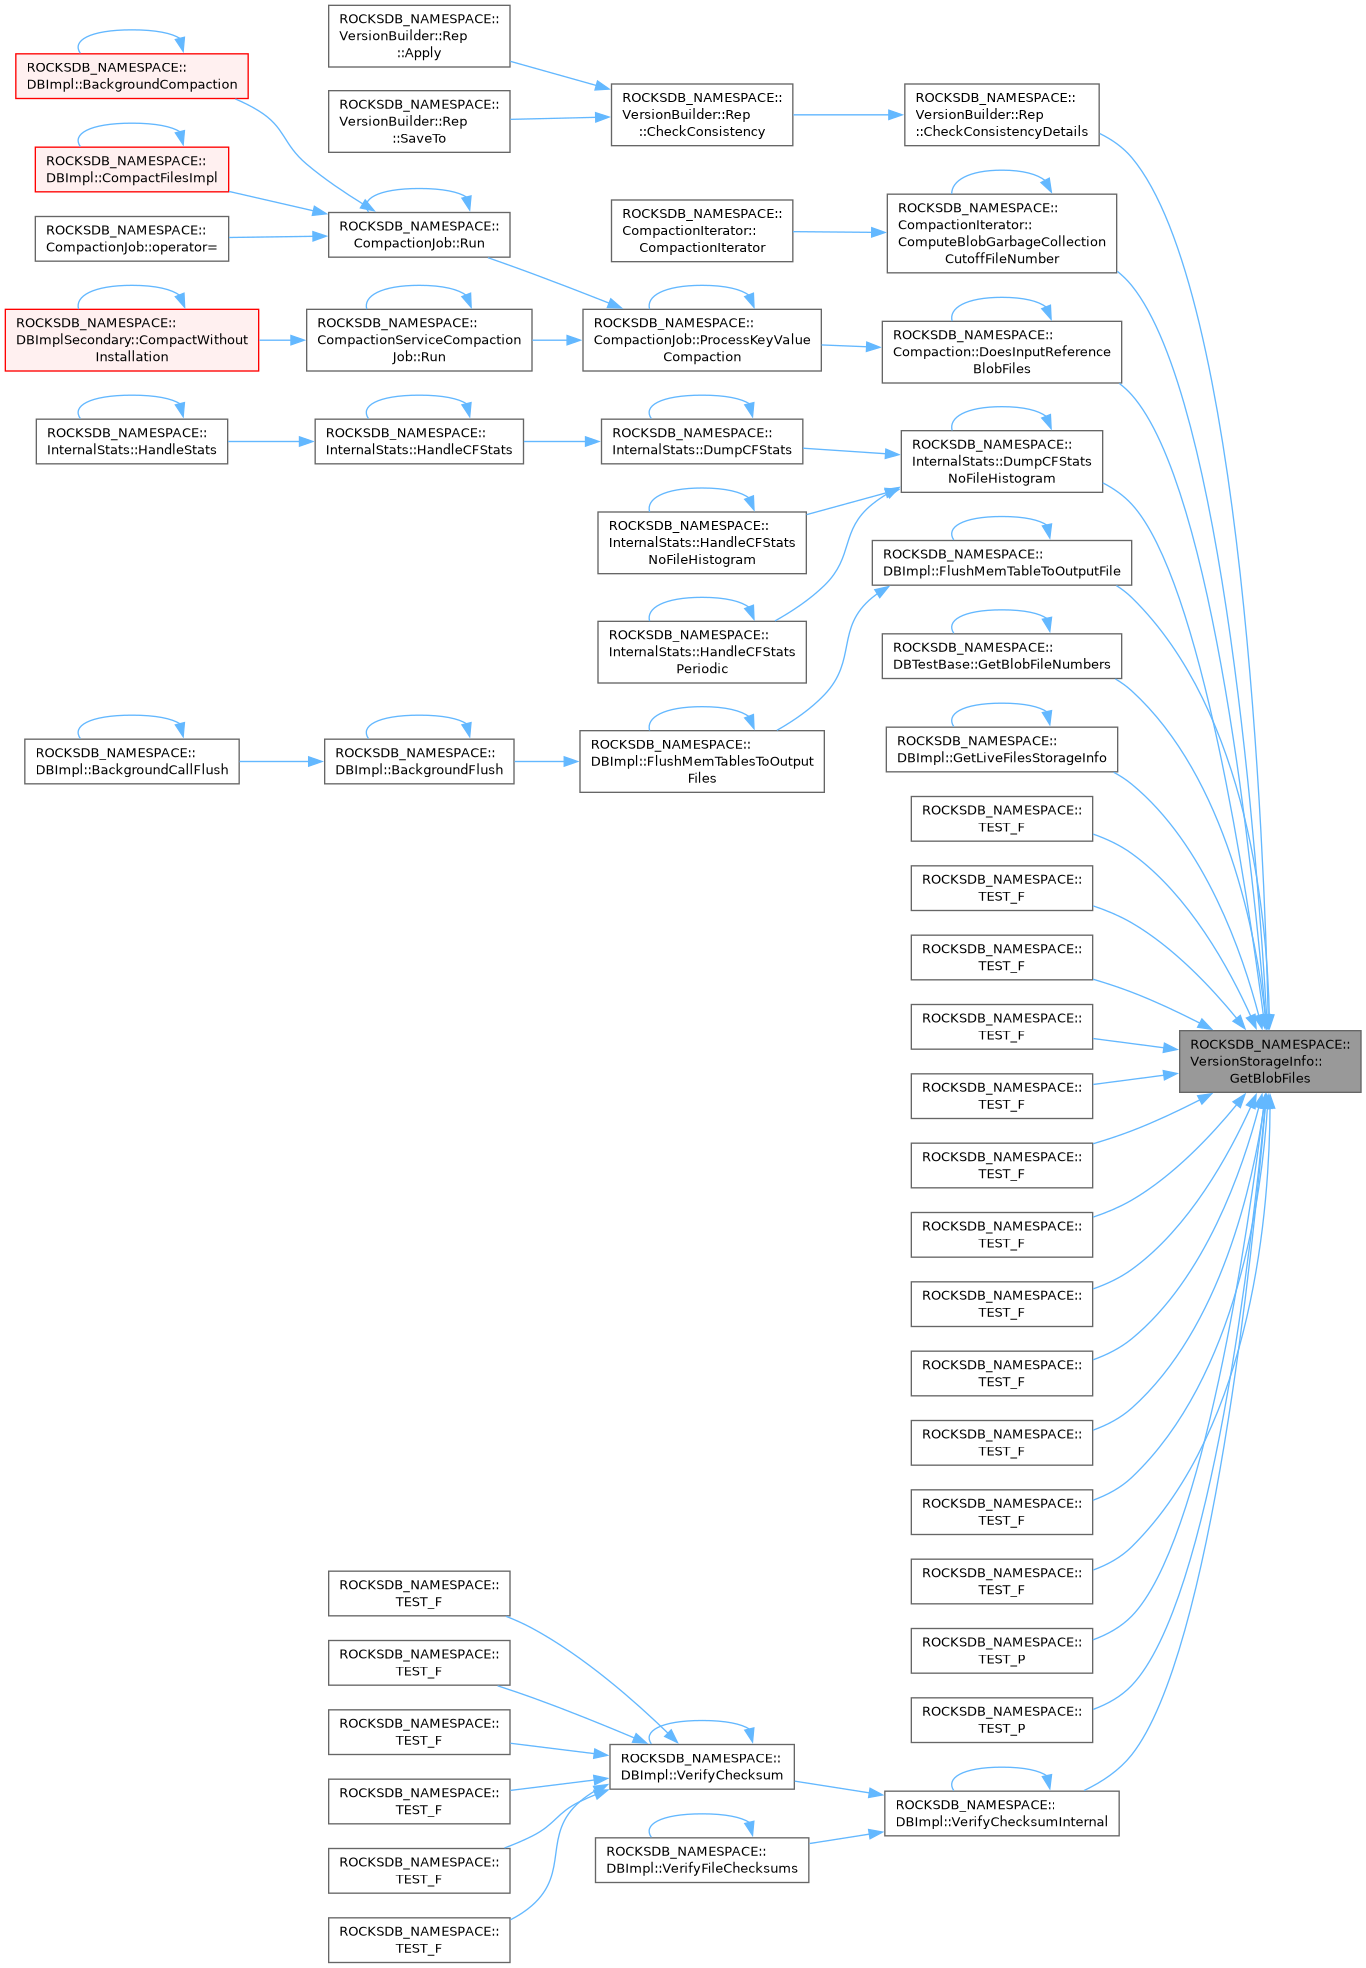 ROCKSDB_NAMESPACE::
VersionBuilder::Rep
::Apply
ROCKSDB_NAMESPACE::
DBImpl::BackgroundCompaction
ROCKSDB_NAMESPACE::
VersionBuilder::Rep
::SaveTo
ROCKSDB_NAMESPACE::
VersionBuilder::Rep
::CheckConsistency
ROCKSDB_NAMESPACE::
VersionBuilder::Rep
::CheckConsistencyDetails
ROCKSDB_NAMESPACE::
DBImpl::CompactFilesImpl
ROCKSDB_NAMESPACE::
CompactionJob::operator=
ROCKSDB_NAMESPACE::
CompactionJob::Run
ROCKSDB_NAMESPACE::
CompactionIterator::
CompactionIterator
ROCKSDB_NAMESPACE::
CompactionIterator::
ComputeBlobGarbageCollection
CutoffFileNumber
ROCKSDB_NAMESPACE::
DBImplSecondary::CompactWithout
Installation
ROCKSDB_NAMESPACE::
CompactionServiceCompaction
Job::Run
ROCKSDB_NAMESPACE::
CompactionJob::ProcessKeyValue
Compaction
ROCKSDB_NAMESPACE::
Compaction::DoesInputReference
BlobFiles
ROCKSDB_NAMESPACE::
InternalStats::HandleStats
ROCKSDB_NAMESPACE::
InternalStats::HandleCFStats
ROCKSDB_NAMESPACE::
InternalStats::DumpCFStats
ROCKSDB_NAMESPACE::
InternalStats::DumpCFStats
NoFileHistogram
ROCKSDB_NAMESPACE::
InternalStats::HandleCFStats
NoFileHistogram
ROCKSDB_NAMESPACE::
DBImpl::FlushMemTableToOutputFile
ROCKSDB_NAMESPACE::
InternalStats::HandleCFStats
Periodic
ROCKSDB_NAMESPACE::
DBTestBase::GetBlobFileNumbers
ROCKSDB_NAMESPACE::
DBImpl::BackgroundCallFlush
ROCKSDB_NAMESPACE::
DBImpl::BackgroundFlush
ROCKSDB_NAMESPACE::
DBImpl::FlushMemTablesToOutput
Files
ROCKSDB_NAMESPACE::
DBImpl::GetLiveFilesStorageInfo
ROCKSDB_NAMESPACE::
TEST_F
ROCKSDB_NAMESPACE::
TEST_F
ROCKSDB_NAMESPACE::
TEST_F
ROCKSDB_NAMESPACE::
TEST_F
ROCKSDB_NAMESPACE::
VersionStorageInfo::
GetBlobFiles
ROCKSDB_NAMESPACE::
TEST_F
ROCKSDB_NAMESPACE::
TEST_F
ROCKSDB_NAMESPACE::
TEST_F
ROCKSDB_NAMESPACE::
TEST_F
ROCKSDB_NAMESPACE::
TEST_F
ROCKSDB_NAMESPACE::
TEST_F
ROCKSDB_NAMESPACE::
TEST_F
ROCKSDB_NAMESPACE::
TEST_F
ROCKSDB_NAMESPACE::
TEST_P
ROCKSDB_NAMESPACE::
TEST_P
ROCKSDB_NAMESPACE::
TEST_F
ROCKSDB_NAMESPACE::
TEST_F
ROCKSDB_NAMESPACE::
TEST_F
ROCKSDB_NAMESPACE::
TEST_F
ROCKSDB_NAMESPACE::
TEST_F
ROCKSDB_NAMESPACE::
TEST_F
ROCKSDB_NAMESPACE::
DBImpl::VerifyChecksum
ROCKSDB_NAMESPACE::
DBImpl::VerifyFileChecksums
ROCKSDB_NAMESPACE::
DBImpl::VerifyChecksumInternal